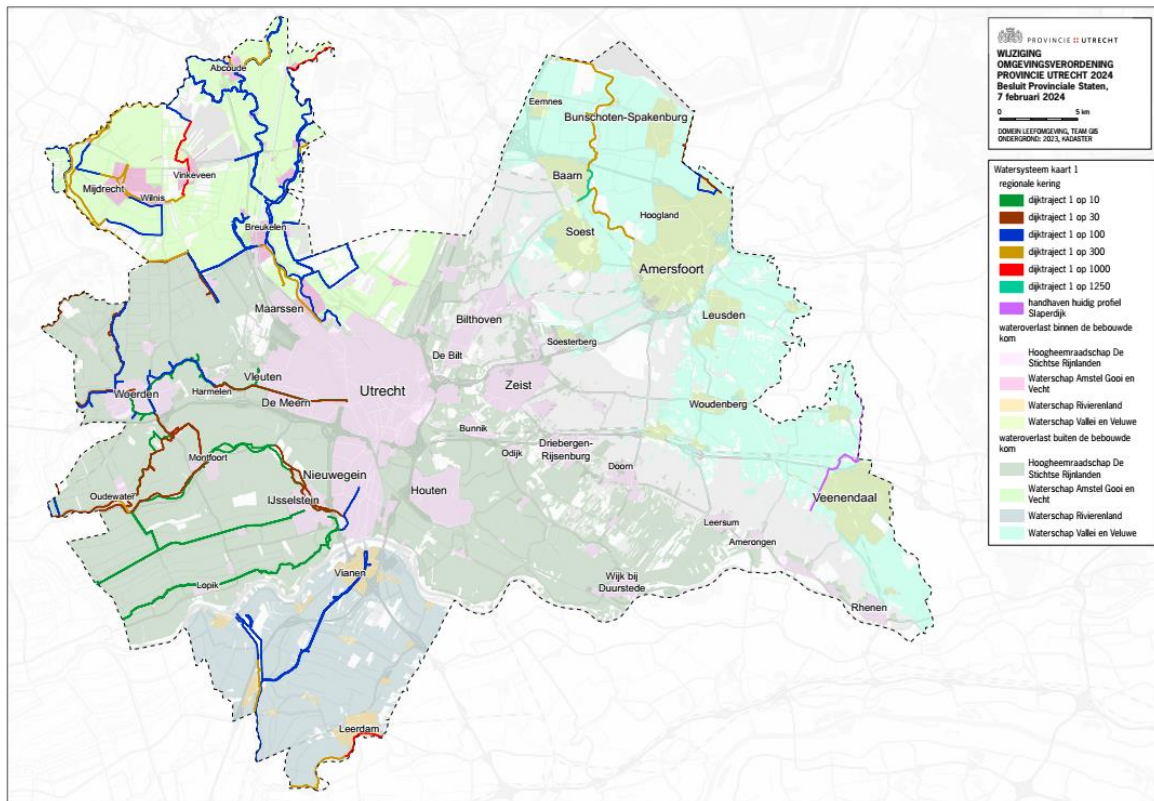 PROVINCIE UTRECHT
WIJZIGING
OMGEVINGSVERORDENING
PROVINCIE UTRECHT 2024
Besluit Provinciale Staten,
7 februari 2024
0 5 km
DOMEIN LEEFOMGEVING, TEAM GIS
ONDERGROND: 2023, KADASTER
Watersysteem kaart 1
regionale kering
dijktraject 1 op 10
dijktraject 1 op 30
dijktraject 1 op 100
dijktraject 1 op 300
dijktraject 1 op 1000
dijktraject 1 op 1250
handhaven huidig profiel
Slaperdijk
wateroverlast binnen de bebouwde
kom
Hoogheemraadschap De
Stichtse Rijnlanden
Waterschap Amstel Gooi en
Vecht
Waterschap Rivierenland
Waterschap Vallei en Veluwe
wateroverlast buiten de bebouwde
kom
Hoogheemraadschap De
Stichtse Rijnlanden
Waterschap Amstel Gooi en
Vecht
Waterschap Rivierenland
Waterschap Vallei en Veluwe
Abcoude
Eemnes
Bunschoten-Spakenburg
Vinkeveen
Baarn
Mijdrecht
Wilnis
Hoogland
Breukelen
Soest
Amersfoort
Maarssen
Leusden
Bilthoven
Soesterberg
De Bilt
Vleuten
Zeist
Utrecht
Harmelen
Woerden
De Meern
Woudenberg
Bunnik
Driebergen-
Rijsenburg
Odijk
Montfoort
Doorn
Nieuwegein
Houten
Veenendaal
Oudewater
IJsselstein
Leersum
Amerongen
Vianen
Lopik
Wijk bij
Duurstede
Rhenen
Leerdam